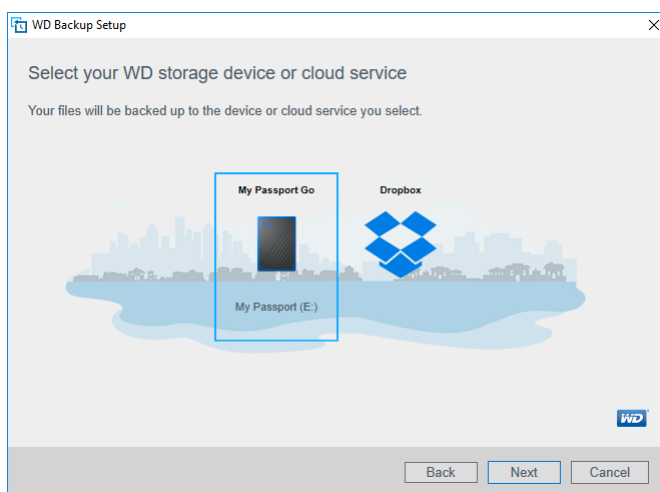 WD Backup Setup
Select your WD storage device or cloud service
Your files will be backed up to the device or cloud service you select.
My Passport Go
Dropbox
My Passport (E:)
WD
Back
Next
Cancel